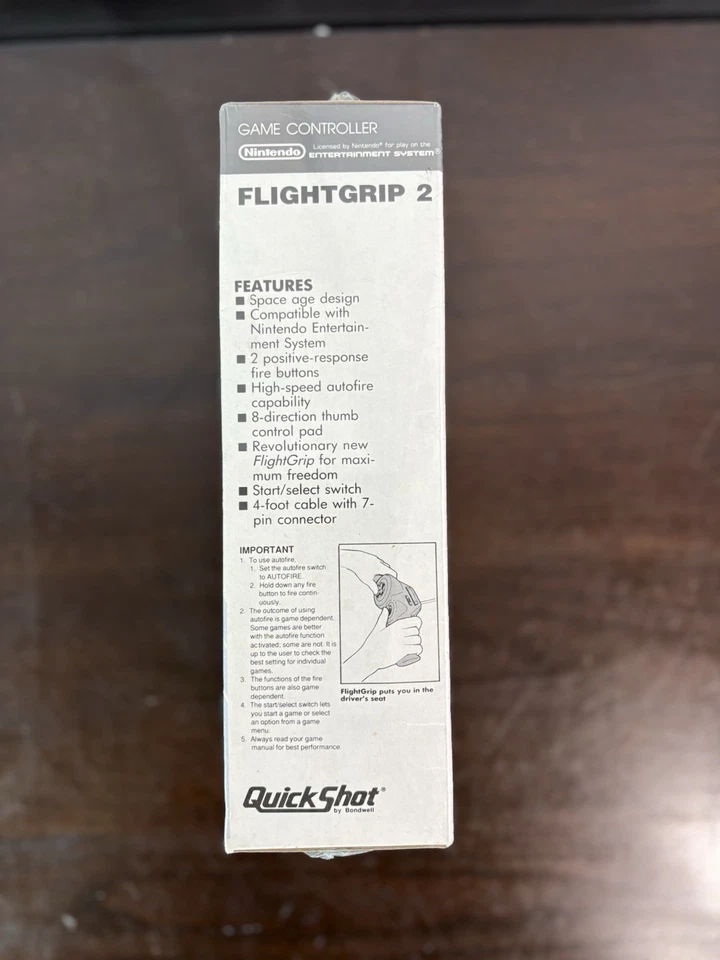 GAME CONTROLLER
Nintendo Licensed by Nintendo® for play on the
ENTERTAINMENT SYSTEM®
FLIGHTGRIP 2
FEATURES
■ Space age design
■ Compatible with
Nintendo Entertain-
ment System
■ 2 positive-response
fire buttons
■ High-speed autofire
capability
■ 8-direction thumb
control pad
■ Revolutionary new
FlightGrip for maxi-
mum freedom
■ Start/select switch
■ 4-foot cable with 7-
pin connector
IMPORTANT
1. To use autofire,
1. Set the autofire switch
to AUTOFIRE.
2. Hold down any fire
button to fire contin-
uously.
2. The outcome of using
autofire is game dependent.
Some games are better
with the autofire function
activated; some are not. It is
up to the user to check the
best setting for individual
games.
3. The functions of the fire
buttons are also game
dependent.
4. The start/select switch lets
you start a game or select
an option from a game
menu.
5. Always read your game
manual for best performance.
FlightGrip puts you in the
driver's seat
QuickShot®
by Bondwell